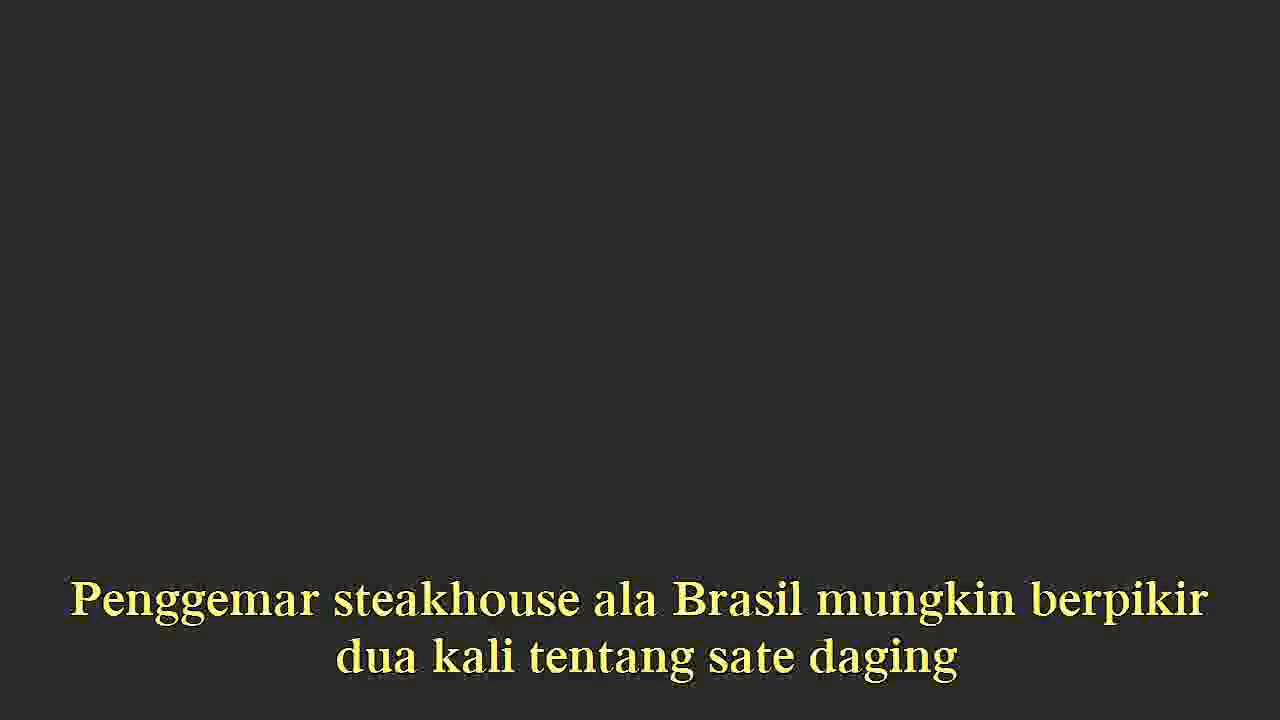 Penggemar steakhouse ala Brasil mungkin berpikir
dua kali tentang sate daging